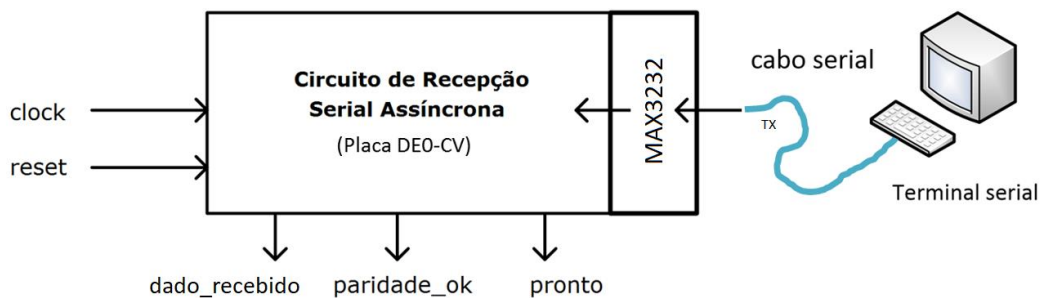 clock
reset
Circuito de Recepção
Serial Assíncrona
(Placa DE0-CV)
MAX3232
cabo serial
TX
Terminal serial
dado_recebido
paridade_ok
pronto